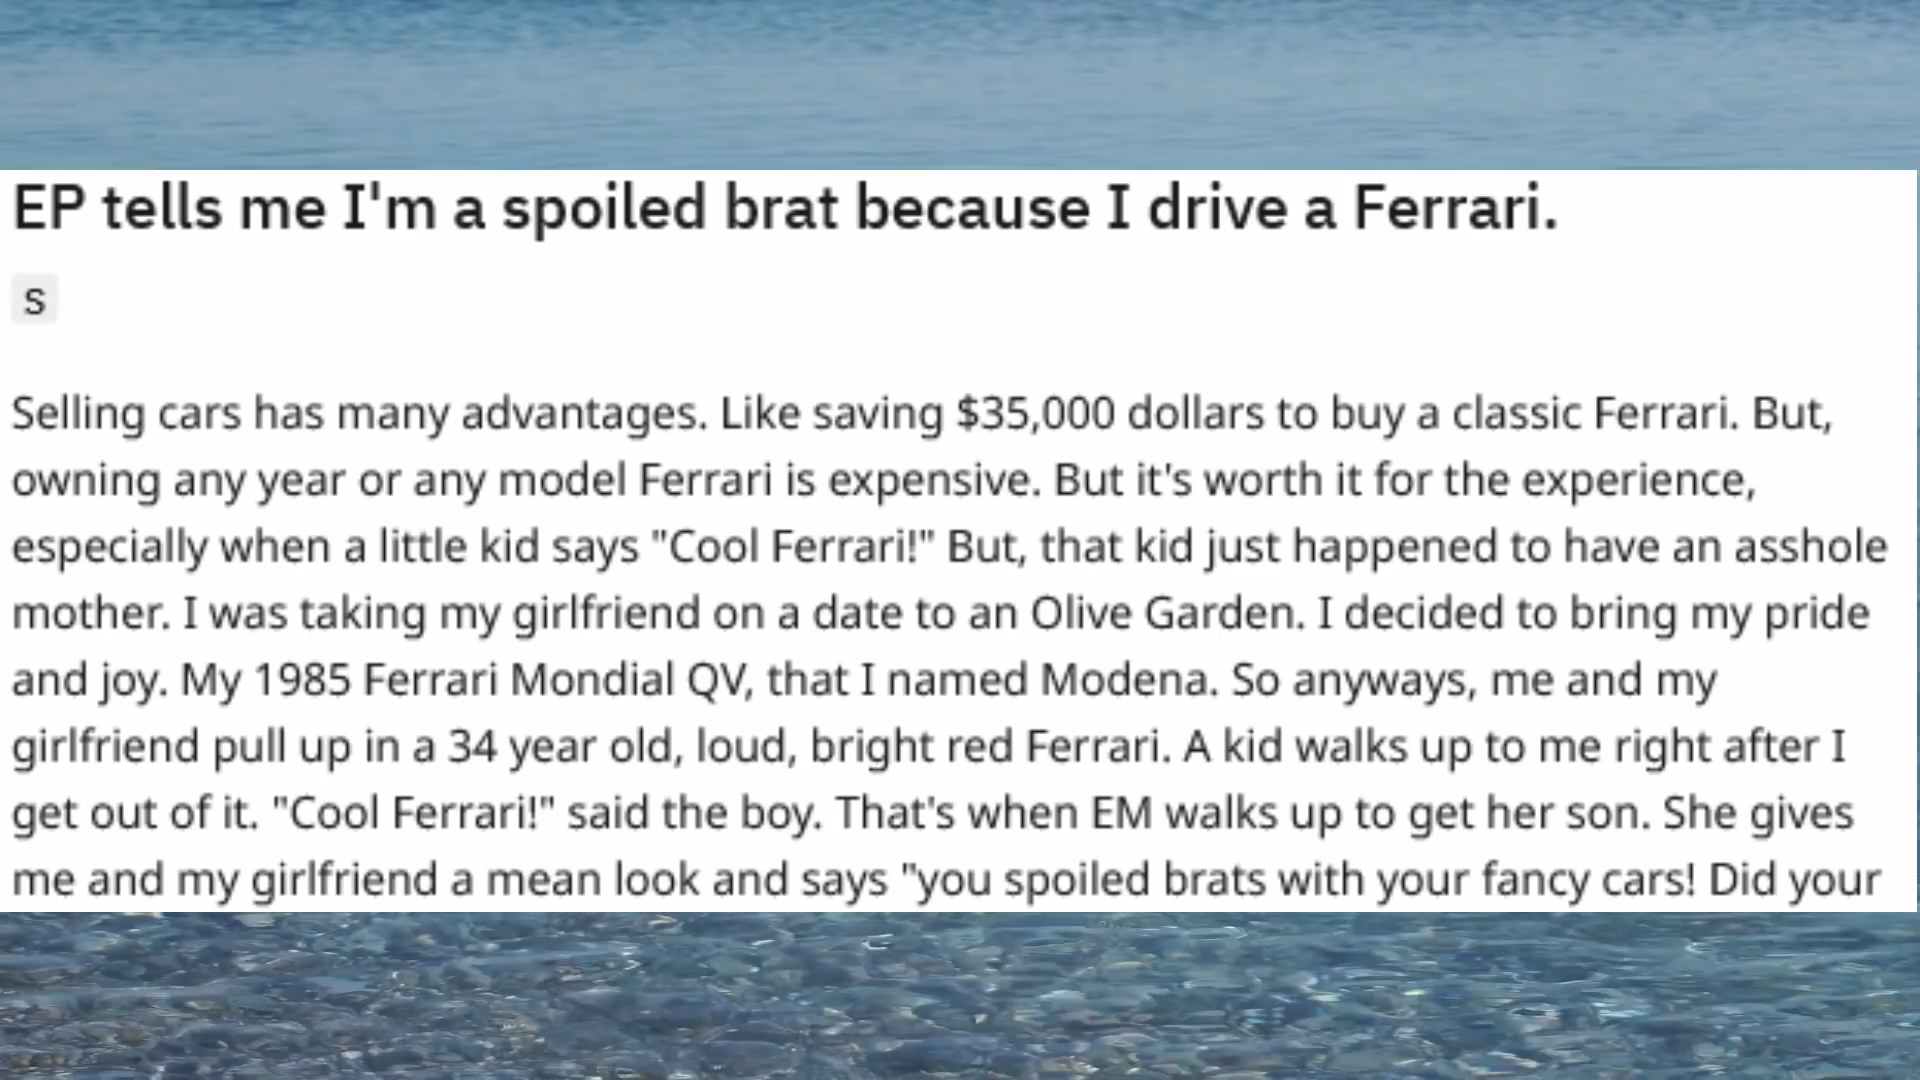 EP tells me I'm a spoiled brat because I drive a Ferrari.
S
Selling cars has many advantages. Like saving $35,000 dollars to buy a classic Ferrari. But,
owning any year or any model Ferrari is expensive. But it's worth it for the experience,
especially when a little kid says "Cool Ferrari!" But, that kid just happened to have an asshole
mother. I was taking my girlfriend on a date to an Olive Garden. I decided to bring my pride
and joy. My 1985 Ferrari Mondial QV, that I named Modena. So anyways, me and my
girlfriend pull up in a 34 year old, loud, bright red Ferrari. A kid walks up to me right after I
get out of it. "Cool Ferrari!" said the boy. That's when EM walks up to get her son. She gives
me and my girlfriend a mean look and says "you spoiled brats with your fancy cars! Did your